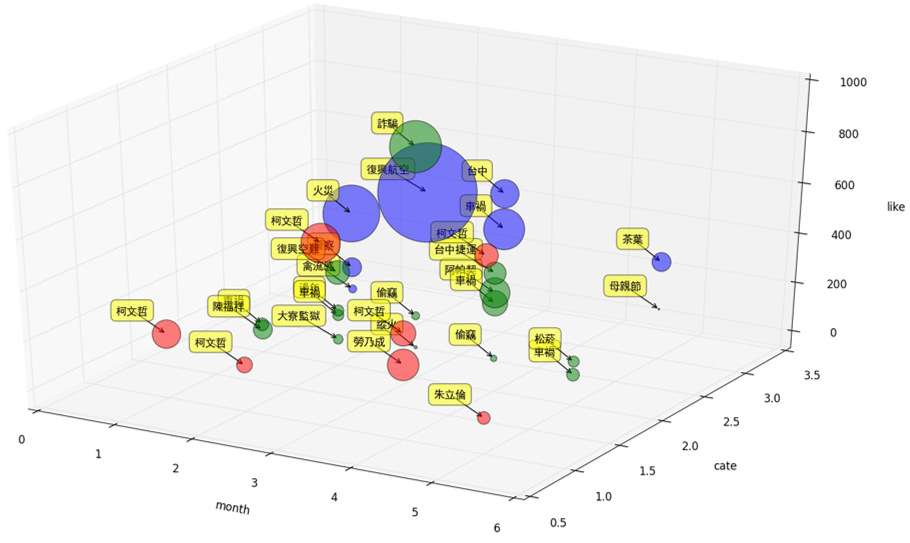 1000
800
600
400
200
0
like
詐騙
復興航空
台中
火災
車禍
柯文哲
柯文哲
復興空難
台中捷運
茶葉
禽流感
車禍
母親節
車禍
偷竊
柯文哲
陳福祥
柯文哲
大寮監獄
縱火
柯文哲
勞乃成
偷竊
松菸
車禍
朱立倫
3.5
3.0
2.5
2.0
1.5
1.0
0.5
cate
0
1
2
3
4
5
6
month